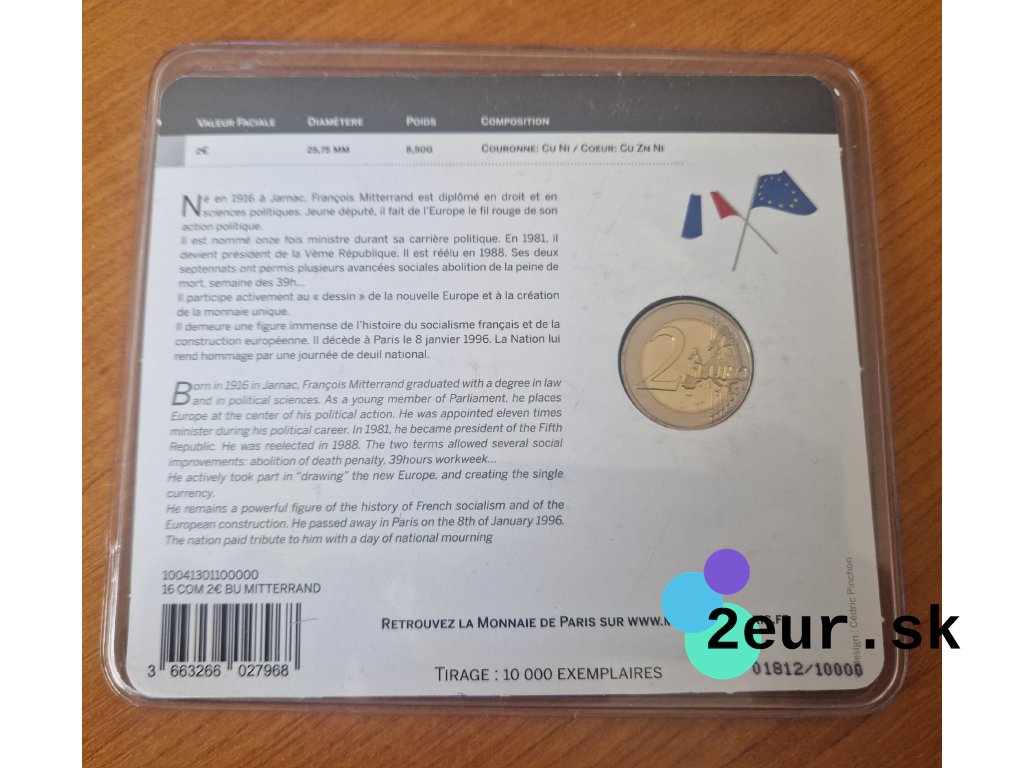 VALEUR FACIALE DIAMÈTERE POIDS COMPOSITION
2€ 25,75 MM 8,50G COURONNE: CU NI / COEUR: CU ZN NI
Né en 1916 à Jarnac, François Mitterrand est diplômé en droit et en
sciences politiques. Jeune député, il fait de l'Europe le fil rouge de son
action politique.
Il est nommé onze fois ministre durant sa carrière politique. En 1981, il
devient président de la Vème République. Il est réélu en 1988. Ses deux
septennats ont permis plusieurs avancées sociales abolition de la peine de
mort, semaine des 39h...
Il participe activement au « dessin » de la nouvelle Europe et à la création
de la monnaie unique.
Il demeure une figure immense de l'histoire du socialisme français et de la
construction européenne. Il décède à Paris le 8 janvier 1996. La Nation lui
rend hommage par une journée de deuil national.
Born in 1916 in Jarnac, François Mitterrand graduated with a degree in law
and in political sciences. As a young member of Parliament, he places
Europe at the center of his political action. He was appointed eleven times
minister during his political career. In 1981, he became president of the Fifth
Republic. He was reelected in 1988. The two terms allowed several social
improvements: abolition of death penalty, 39hours workweek...
He actively took part in "drawing" the new Europe, and creating the single
currency.
He remains a powerful figure of the history of French socialism and of the
European construction. He passed away in Paris on the 8th of January 1996.
The nation paid tribute to him with a day of national mourning
2 EURO
10041301100000
16 COM 2€ BU MITTERRAND
3 663266 027968
RETROUVEZ LA MONNAIE DE PARIS SUR
TIRAGE : 10 000 EXEMPLAIRES
01812/10000
Design : Cédric Pinchon
2eur.sk